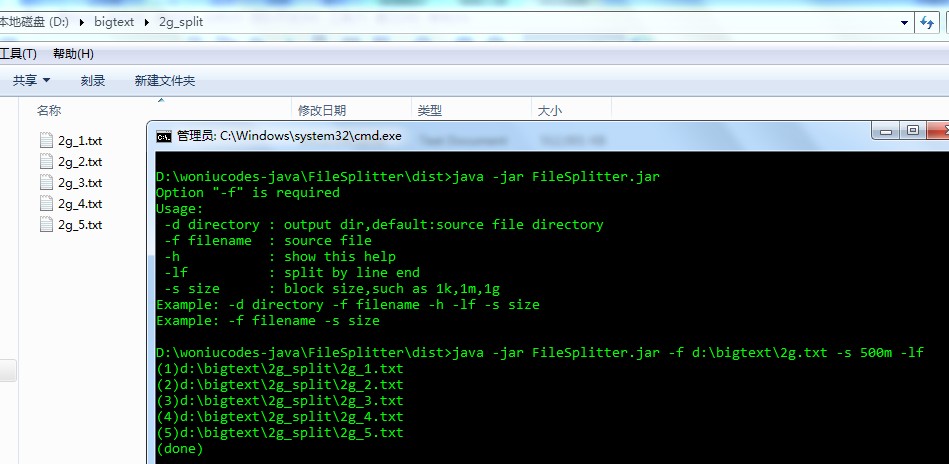 本地磁盘 (D:) ▸ bigtext ▸ 2g_split
工具(T) 帮助(H)
共享 刻录 新建文件夹
名称 修改日期 类型 大小
2g_1.txt
2g_2.txt
2g_3.txt
2g_4.txt
2g_5.txt
管理员: C:\Windows\system32\cmd.exe
D:\woniucodes-java\FileSplitter\dist>java -jar FileSplitter.jar
Option "-f" is required
Usage:
-d directory : output dir,default:source file directory
-f filename : source file
-h : show this help
-lf : split by line end
-s size : block size,such as 1k,1m,1g
Example: -d directory -f filename -h -lf -s size
Example: -f filename -s size
D:\woniucodes-java\FileSplitter\dist>java -jar FileSplitter.jar -f d:\bigtext\2g.txt -s 500m -lf
(1)d:\bigtext\2g_split\2g_1.txt
(2)d:\bigtext\2g_split\2g_2.txt
(3)d:\bigtext\2g_split\2g_3.txt
(4)d:\bigtext\2g_split\2g_4.txt
(5)d:\bigtext\2g_split\2g_5.txt
(done)